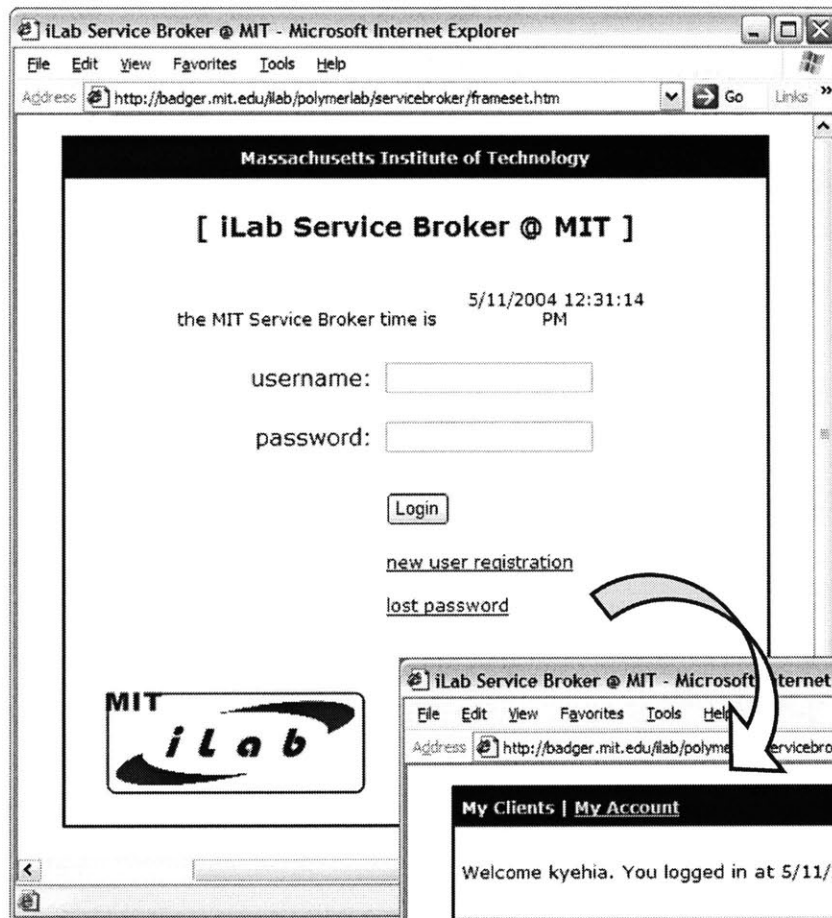 iLab Service Broker @ MIT - Microsoft Internet Explorer
File Edit View Favorites Tools Help
Address http://badger.mit.edu/ilab/polymerlab/servicebroker/frameset.htm Go Links »
Massachusetts Institute of Technology
[ iLab Service Broker @ MIT ]
the MIT Service Broker time is 5/11/2004 12:31:14
PM
username:
password:
Login
new user registration
lost password
MIT
iLab
iLab Service Broker @ MIT - Microsoft Internet
File Edit View Favorites Tools Help
Address http://badger.mit.edu/ilab/polyme servicebro
My Clients | My Account
Welcome kyehia. You logged in at 5/11/